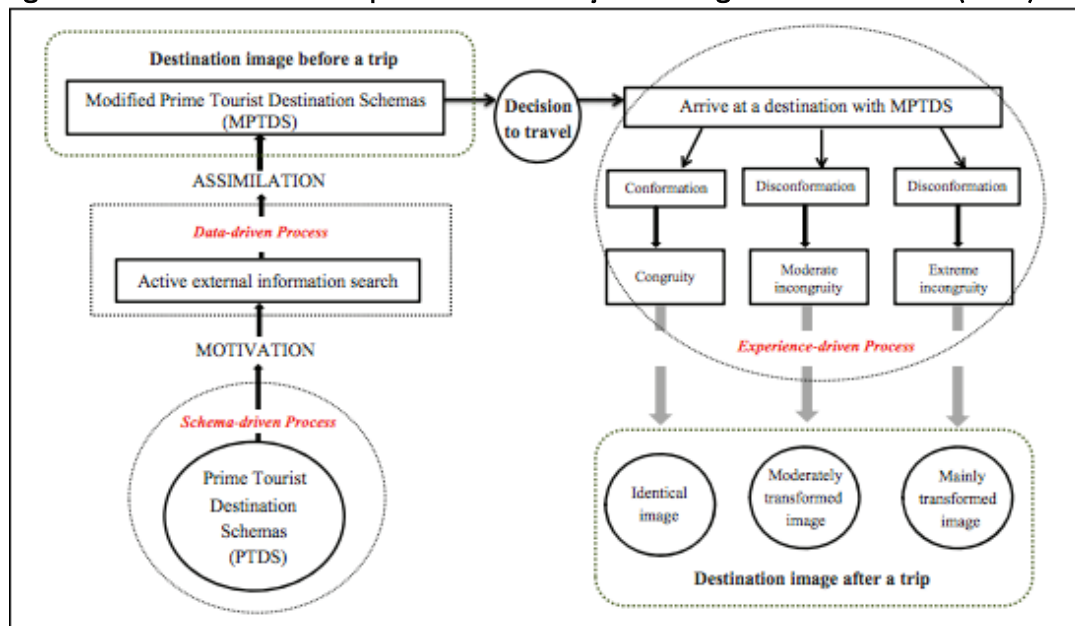 Destination image before a trip
Modified Prime Tourist Destination Schemas
(MPTDS)
Decision
to travel
Arrive at a destination with MPTDS
ASSIMILATION
Conformation
Disconformation
Disconformation
Data-driven Process
Active external information search
Congruity
Moderate
incongruity
Extreme
incongruity
MOTIVATION
Experience-driven Process
Schema-driven Process
Prime Tourist
Destination
Schemas
(PTDS)
Identical
image
Moderately
transformed
image
Mainly
transformed
image
Destination image after a trip